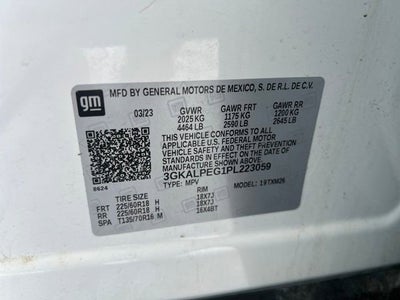 gm
MFD BY GENERAL MOTORS DE MEXICO, S. DE R.L. DE C.V.
03/23 GVWR GAWR FRT GAWR RR
2025 KG 1175 KG 1200 KG
4464 LB 2590 LB 2645 LB
THIS VEHICLE CONFORMS TO ALL
APPLICABLE U.S. FEDERAL MOTOR
VEHICLE SAFETY, BUMPER, AND THEFT
PREVENTION STANDARDS IN EFFECT ON
THE DATE OF MANUFACTURE SHOWN ABOVE.
3GKALPEG1PL223059
TYPE: MPV MODEL: 19TXM26
8624
TIRE SIZE RIM
FRT 225/60R18 H 18X7J
RR 225/60R18 H 18X7J
SPA T135/70R16 M 16X4BT